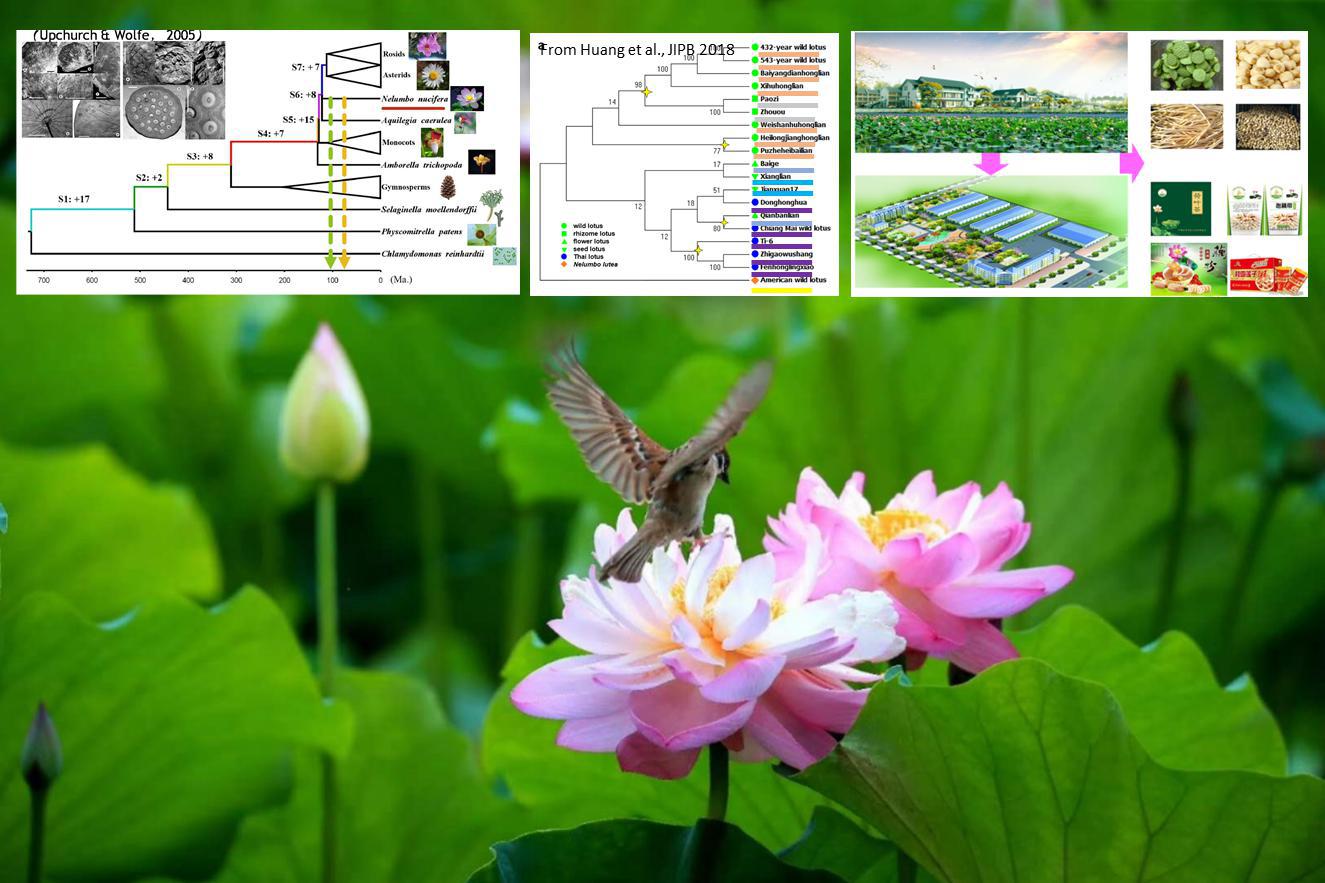 (Upchurch & Wolfe, 2005)
S7: +7
Rosids
Asterids
S6: +8
Nelumbo nucifera
S5: +15
Aquilegia caerulea
S4: +7
Monocots
S3: +8
Amborella trichopoda
S2: +2
Gymnosperms
S1: +17
Selaginella moellendorffii
Physcomitrella patens
Chlamydomonas reinhardtii
700 600 500 400 300 200 100 0 (Ma.)
a
From Huang et al., JIPB 2018
432-year wild lotus
100
543-year wild lotus
100
Baiyangdianhonglian
98
Xihuhonglian
Paozi
14
100
Zhouou
Weishanhuhonglian
Heilongjianghonglian
77
Puzheheibailian
17
Baige
Xianglian
51
Jianxuan17
12
18
Donghonghua
Qianbanlian
80
Chiang Mai wild lotus
12
Ti-6
100
Zhigaowushang
100
Fenhonglingxiao
American wild lotus
wild lotus
rhizome lotus
flower lotus
seed lotus
Thai lotus
Nelumbo lutea
荷叶茶